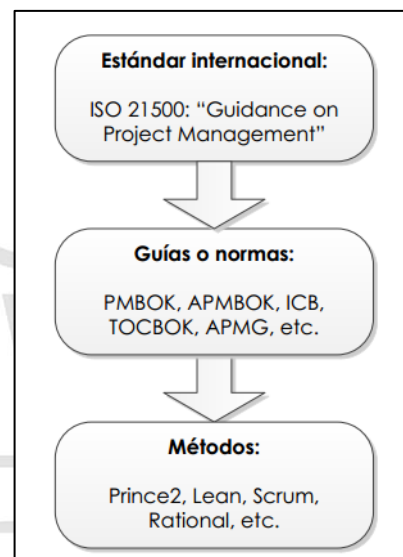 Estándar internacional:
ISO 21500: “Guidance on
Project Management”
Guías o normas:
PMBOK, APMBOK, ICB,
TOCBOK, APMG, etc.
Métodos:
Prince2, Lean, Scrum,
Rational, etc.